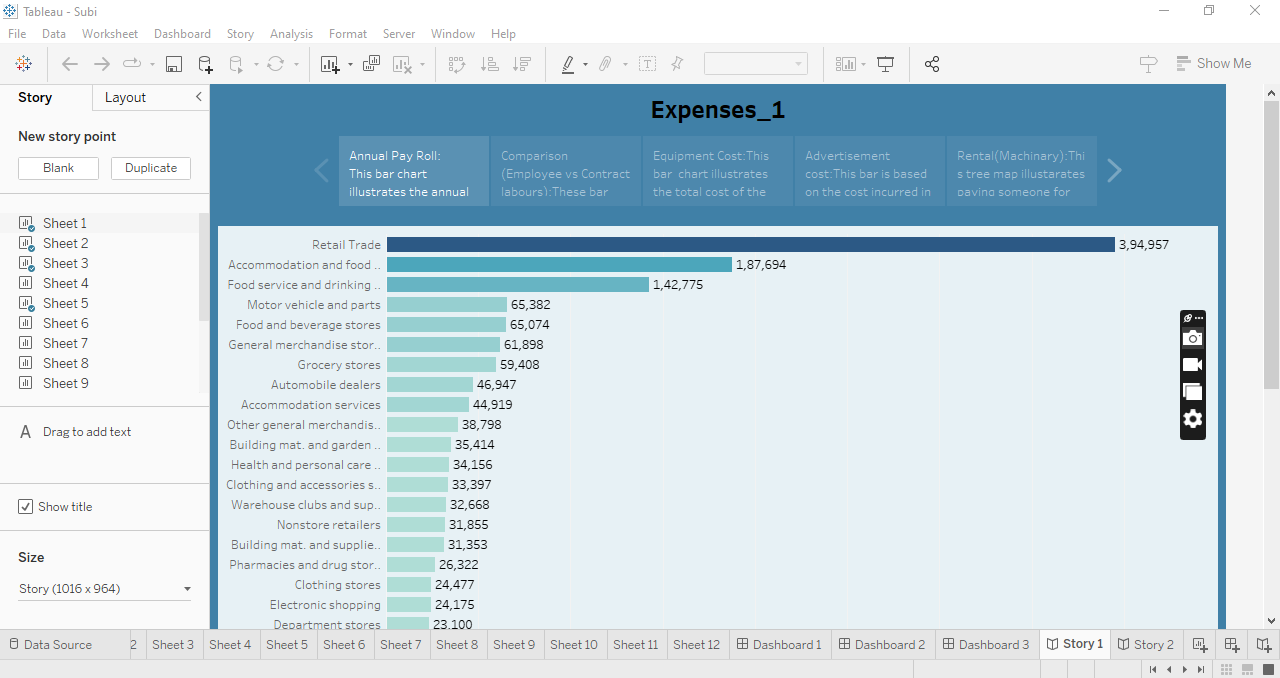 Tableau - Subi
File Data Worksheet Dashboard Story Analysis Format Server Window Help
Show Me
Story Layout
New story point
Blank Duplicate
Sheet 1
Sheet 2
Sheet 3
Sheet 4
Sheet 5
Sheet 6
Sheet 7
Sheet 8
Sheet 9
A Drag to add text
Show title
Size
Story (1016 x 964)
Expenses_1
Annual Pay Roll:
This bar chart
illustrates the annual
Comparison
(Employee vs Contract
labours):These bar
Equipment Cost:This
bar chart illustrates
the total cost of the
Advertisement
cost:This bar is based
on the cost incurred in
Rental(Machinery):Thi
s tree map illustarates
paying someone for
Retail Trade 3,94,957
Accommodation and food .. 1,87,694
Food service and drinking .. 1,42,775
Motor vehicle and parts 65,382
Food and beverage stores 65,074
General merchandise stor.. 61,898
Grocery stores 59,408
Automobile dealers 46,947
Accommodation services 44,919
Other general merchandis.. 38,798
Building mat. and garden .. 35,414
Health and personal care .. 34,156
Clothing and accessories s.. 33,397
Warehouse clubs and sup.. 32,668
Nonstore retailers 31,855
Building mat. and supplie.. 31,353
Pharmacies and drug stor.. 26,322
Clothing stores 24,477
Electronic shopping 24,175
Department stores 23,100
Data Source 2 Sheet 3 Sheet 4 Sheet 5 Sheet 6 Sheet 7 Sheet 8 Sheet 9 Sheet 10 Sheet 11 Sheet 12 Dashboard 1 Dashboard 2 Dashboard 3 Story 1 Story 2